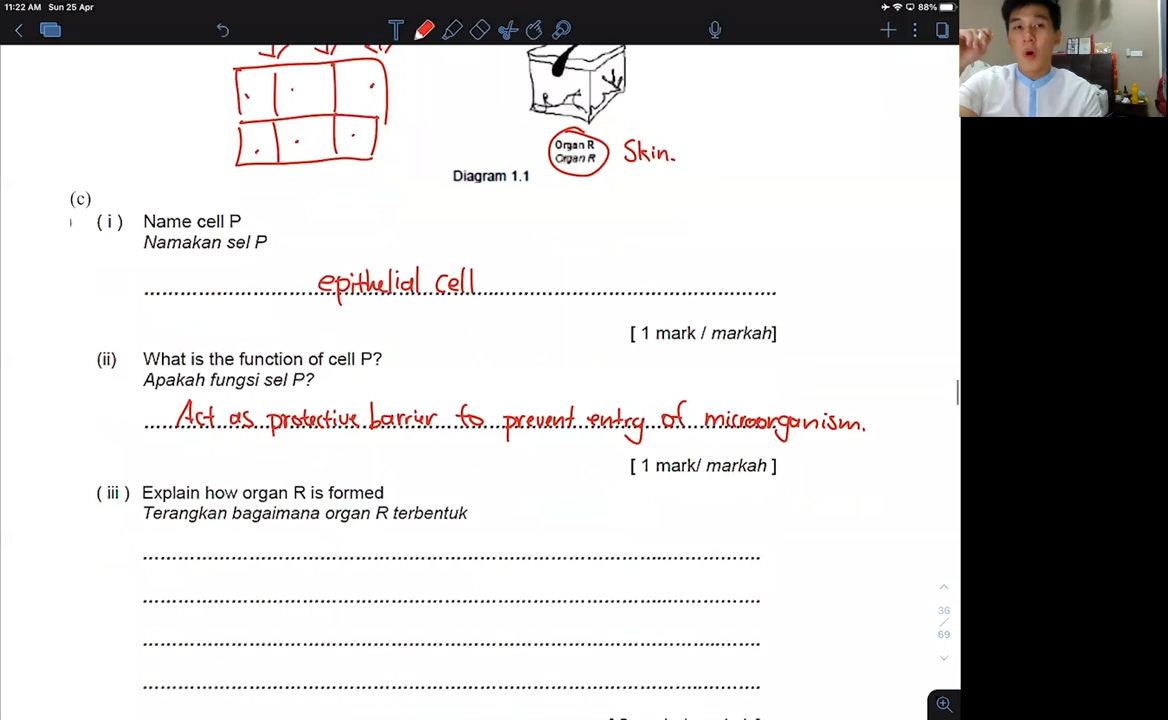 11:22 AM Sun 25 Apr
88%
Organ R
Organ R
Skin.
Diagram 1.1
(c)
( i ) Name cell P
Namakan sel P
epithelial cell
[ 1 mark / markah]
(ii) What is the function of cell P?
Apakah fungsi sel P?
Act as protective barrier to prevent entry of microorganism.
[ 1 mark/ markah ]
( iii ) Explain how organ R is formed
Terangkan bagaimana organ R terbentuk
36
/
69